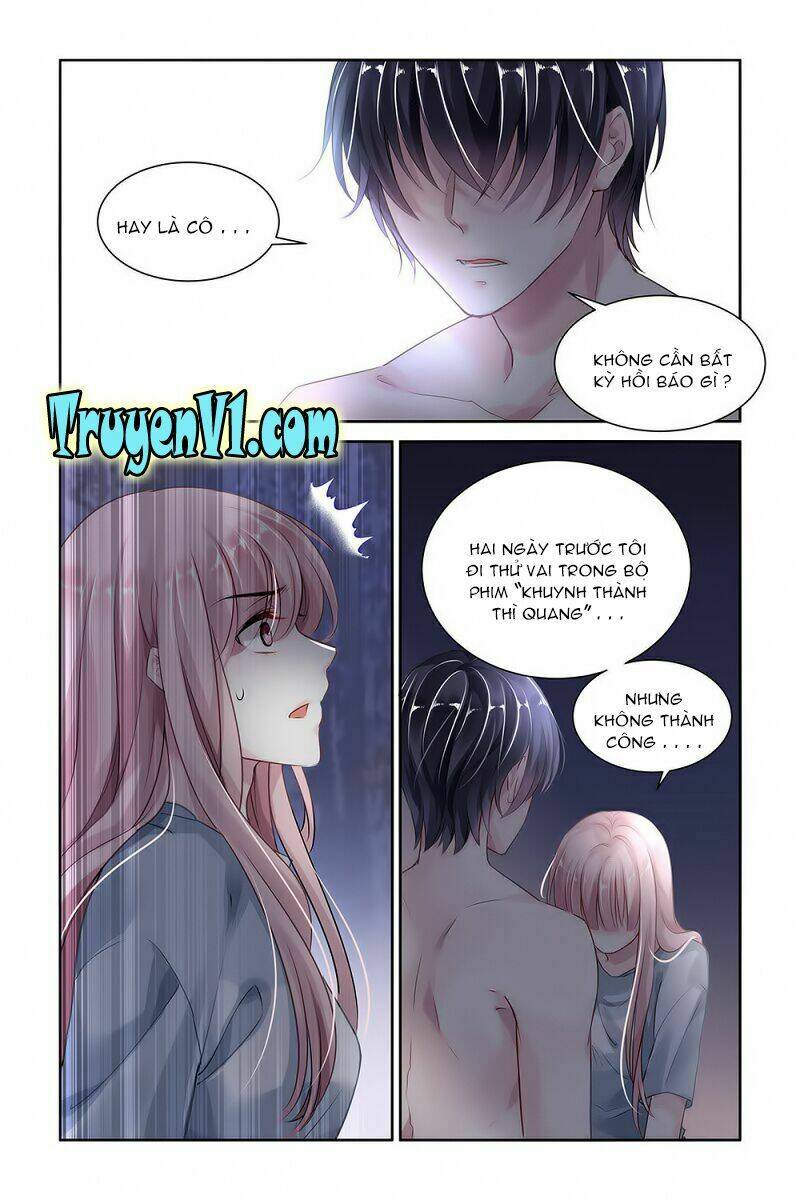 HAY LÀ CÔ . . .
KHÔNG CẦN BẤT
KỲ HỒI BÁO GÌ ?
TruyenV1.com
HAI NGÀY TRƯỚC TÔI
ĐI THỬ VAI TRONG BỘ
PHIM "KHUYNH THÀNH
THÌ QUANG" . . .
NHƯNG
KHÔNG THÀNH
CÔNG . . . .